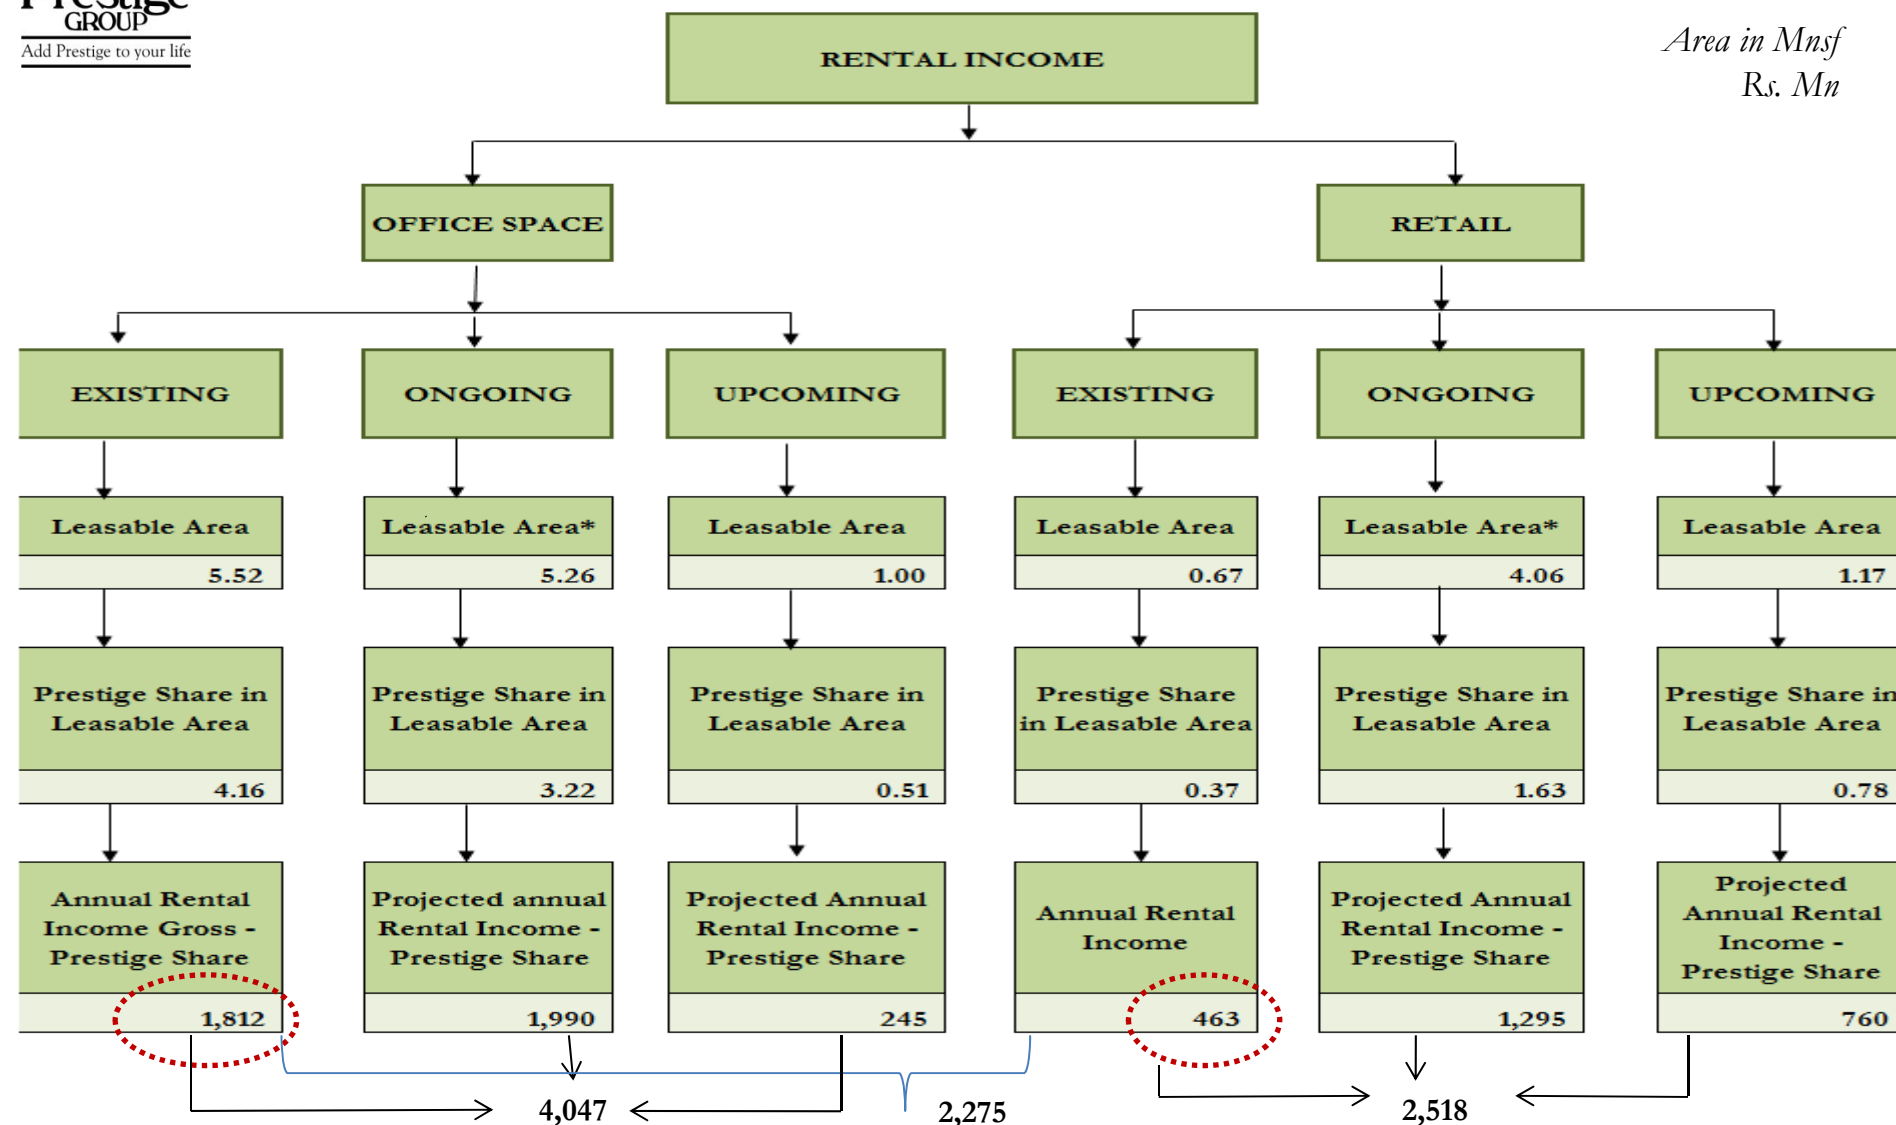 Prestige
GROUP
Add Prestige to your life
Area in Mnsf
Rs. Mn
RENTAL INCOME
OFFICE SPACE
RETAIL
EXISTING
ONGOING
UPCOMING
EXISTING
ONGOING
UPCOMING
Leasable Area
5.52
Leasable Area*
5.26
Leasable Area
1.00
Leasable Area
0.67
Leasable Area*
4.06
Leasable Area
1.17
Prestige Share in
Leasable Area
4.16
Prestige Share in
Leasable Area
3.22
Prestige Share in
Leasable Area
0.51
Prestige Share
in Leasable Area
0.37
Prestige Share in
Leasable Area
1.63
Prestige Share in
Leasable Area
0.78
Annual Rental
Income Gross -
Prestige Share
1,812
Projected annual
Rental Income -
Prestige Share
1,990
Projected Annual
Rental Income -
Prestige Share
245
Annual Rental
Income
463
Projected Annual
Rental Income -
Prestige Share
1,295
Projected
Annual Rental
Income -
Prestige Share
760
4,047
2,275
2,518